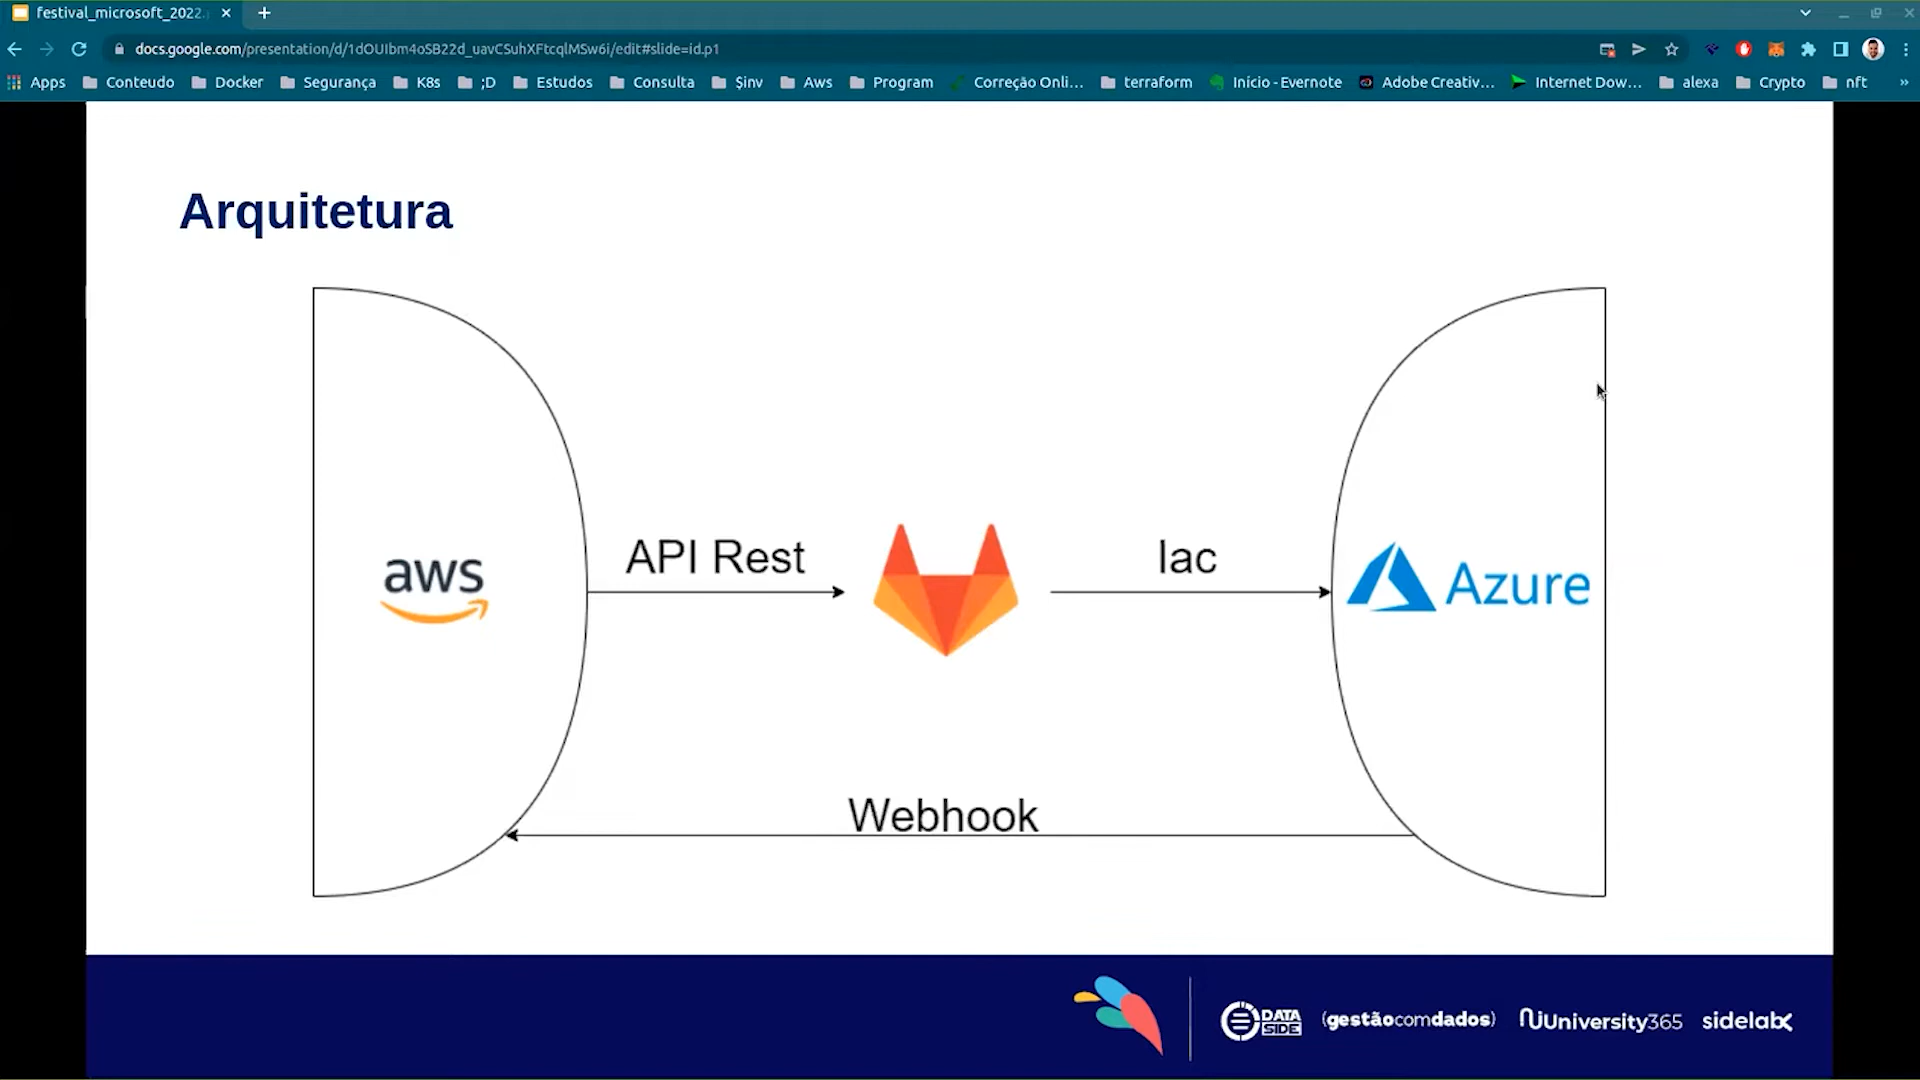 festival_microsoft_2022.
docs.google.com/presentation/d/1dOUIbm4oSB22d_uavCSuhXFtcqlMSw6i/edit#slide=id.p1
Apps Conteudo Docker Segurança K8s ;D Estudos Consulta $inv Aws Program Correção Onli... terraform Início - Evernote Adobe Creativ... Internet Dow... alexa Crypto nft »
Arquitetura
aws
API Rest
Iac
Azure
Webhook
DATA SIDE
(gestãocomdados)
University365
sidelabx